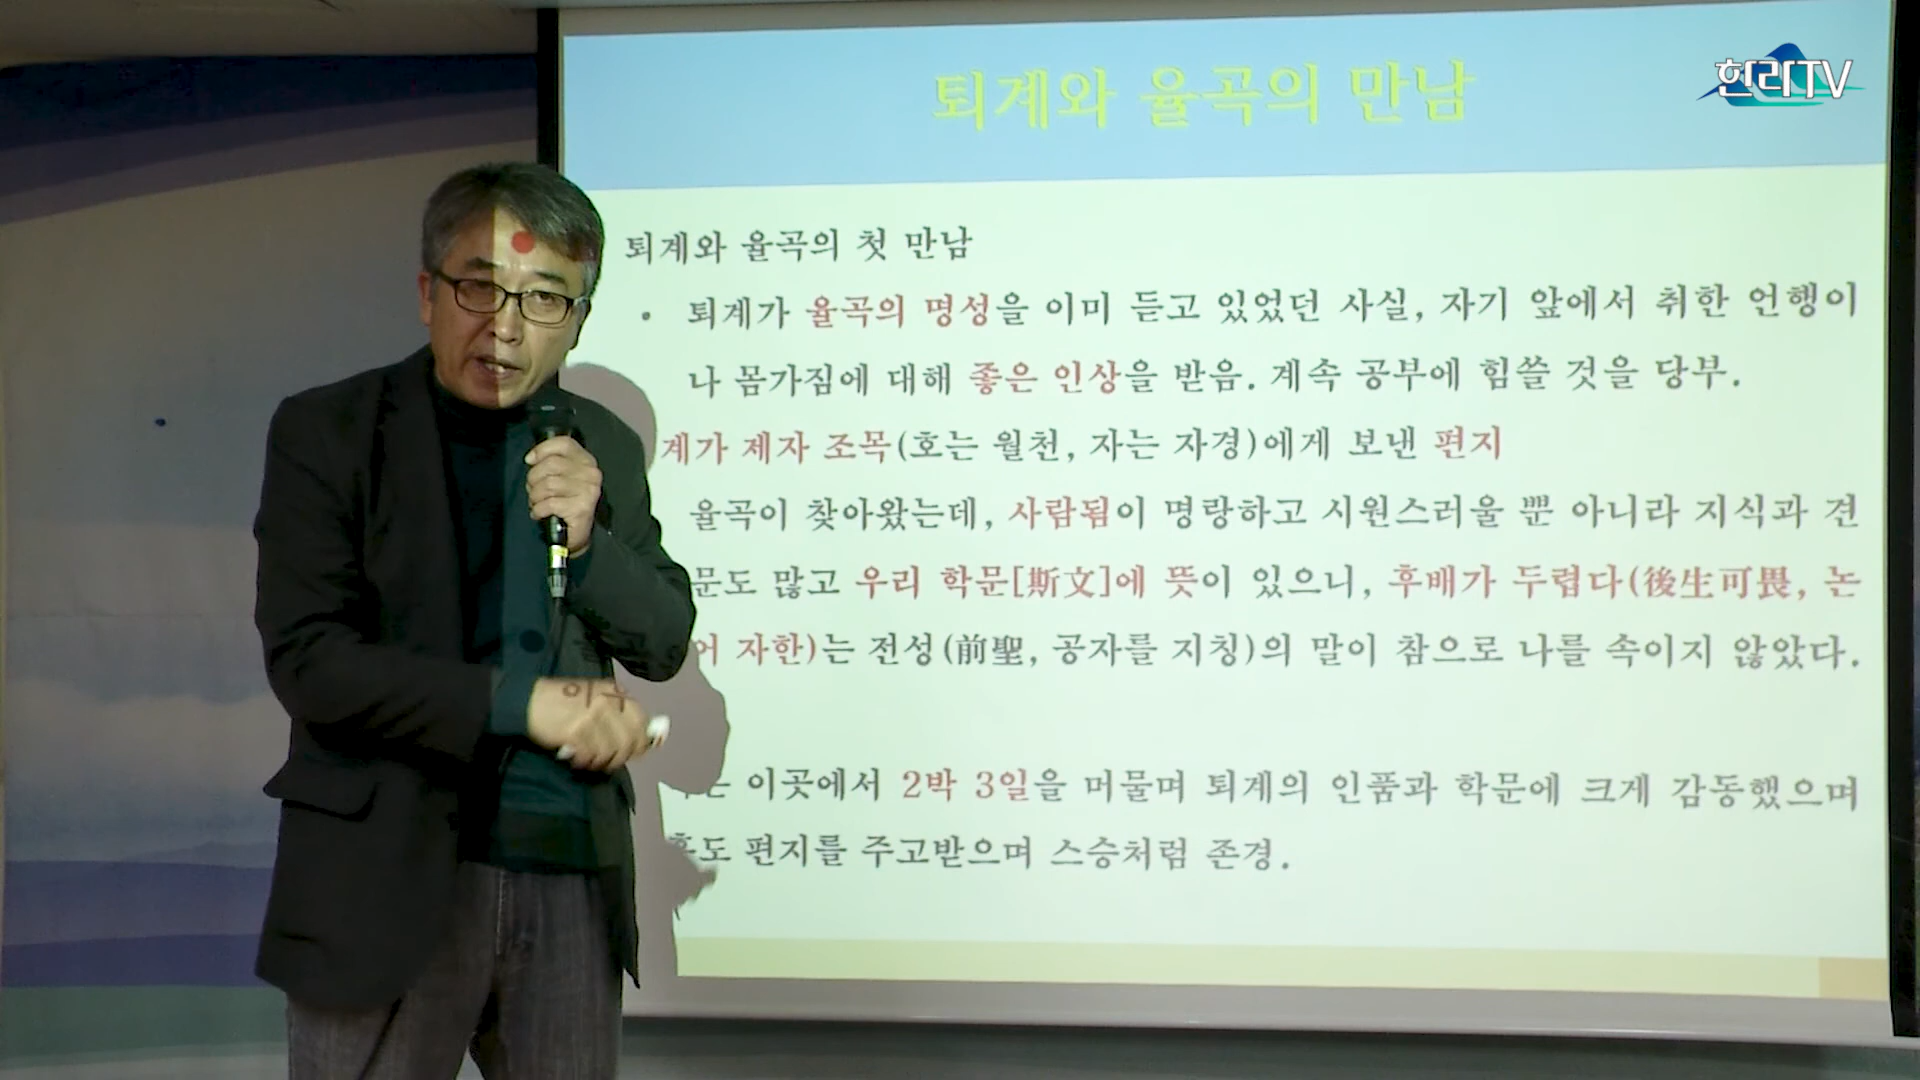 퇴계와 율곡의 만남
한라TV
퇴계와 율곡의 첫 만남
• 퇴계가 율곡의 명성을 이미 듣고 있었던 사실, 자기 앞에서 취한 언행이
나 몸가짐에 대해 좋은 인상을 받음. 계속 공부에 힘쓸 것을 당부.
계가 제자 조목(호는 월천, 자는 자경)에게 보낸 편지
율곡이 찾아왔는데, 사람됨이 명랑하고 시원스러울 뿐 아니라 지식과 견
문도 많고 우리 학문[斯文]에 뜻이 있으니, 후배가 두렵다(後生可畏, 논
어 자한)는 전성(前聖, 공자를 지칭)의 말이 참으로 나를 속이지 않았다.
이곳에서 2박 3일을 머물며 퇴계의 인품과 학문에 크게 감동했으며
편지를 주고받으며 스승처럼 존경.